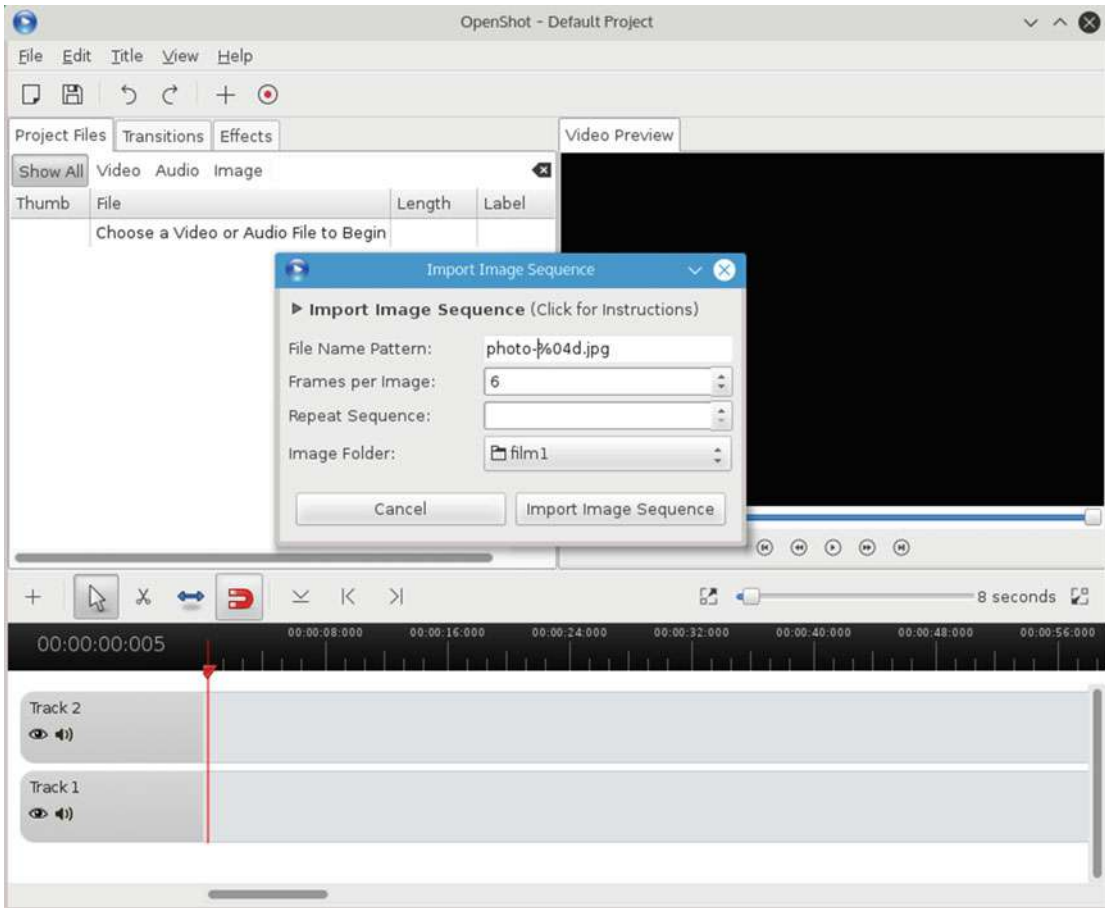 OpenShot - Default Project
File Edit Title View Help
Project Files Transitions Effects
Video Preview
Show All Video Audio Image
Thumb File Length Label
Choose a Video or Audio File to Begin
Import Image Sequence
Import Image Sequence (Click for Instructions)
File Name Pattern: photo-%04d.jpg
Frames per Image: 6
Repeat Sequence:
Image Folder: film1
Cancel Import Image Sequence
8 seconds
00:00:00:005 00:00:08:000 00:00:16:000 00:00:24:000 00:00:32:000 00:00:40:000 00:00:48:000 00:00:56:000
Track 2
Track 1